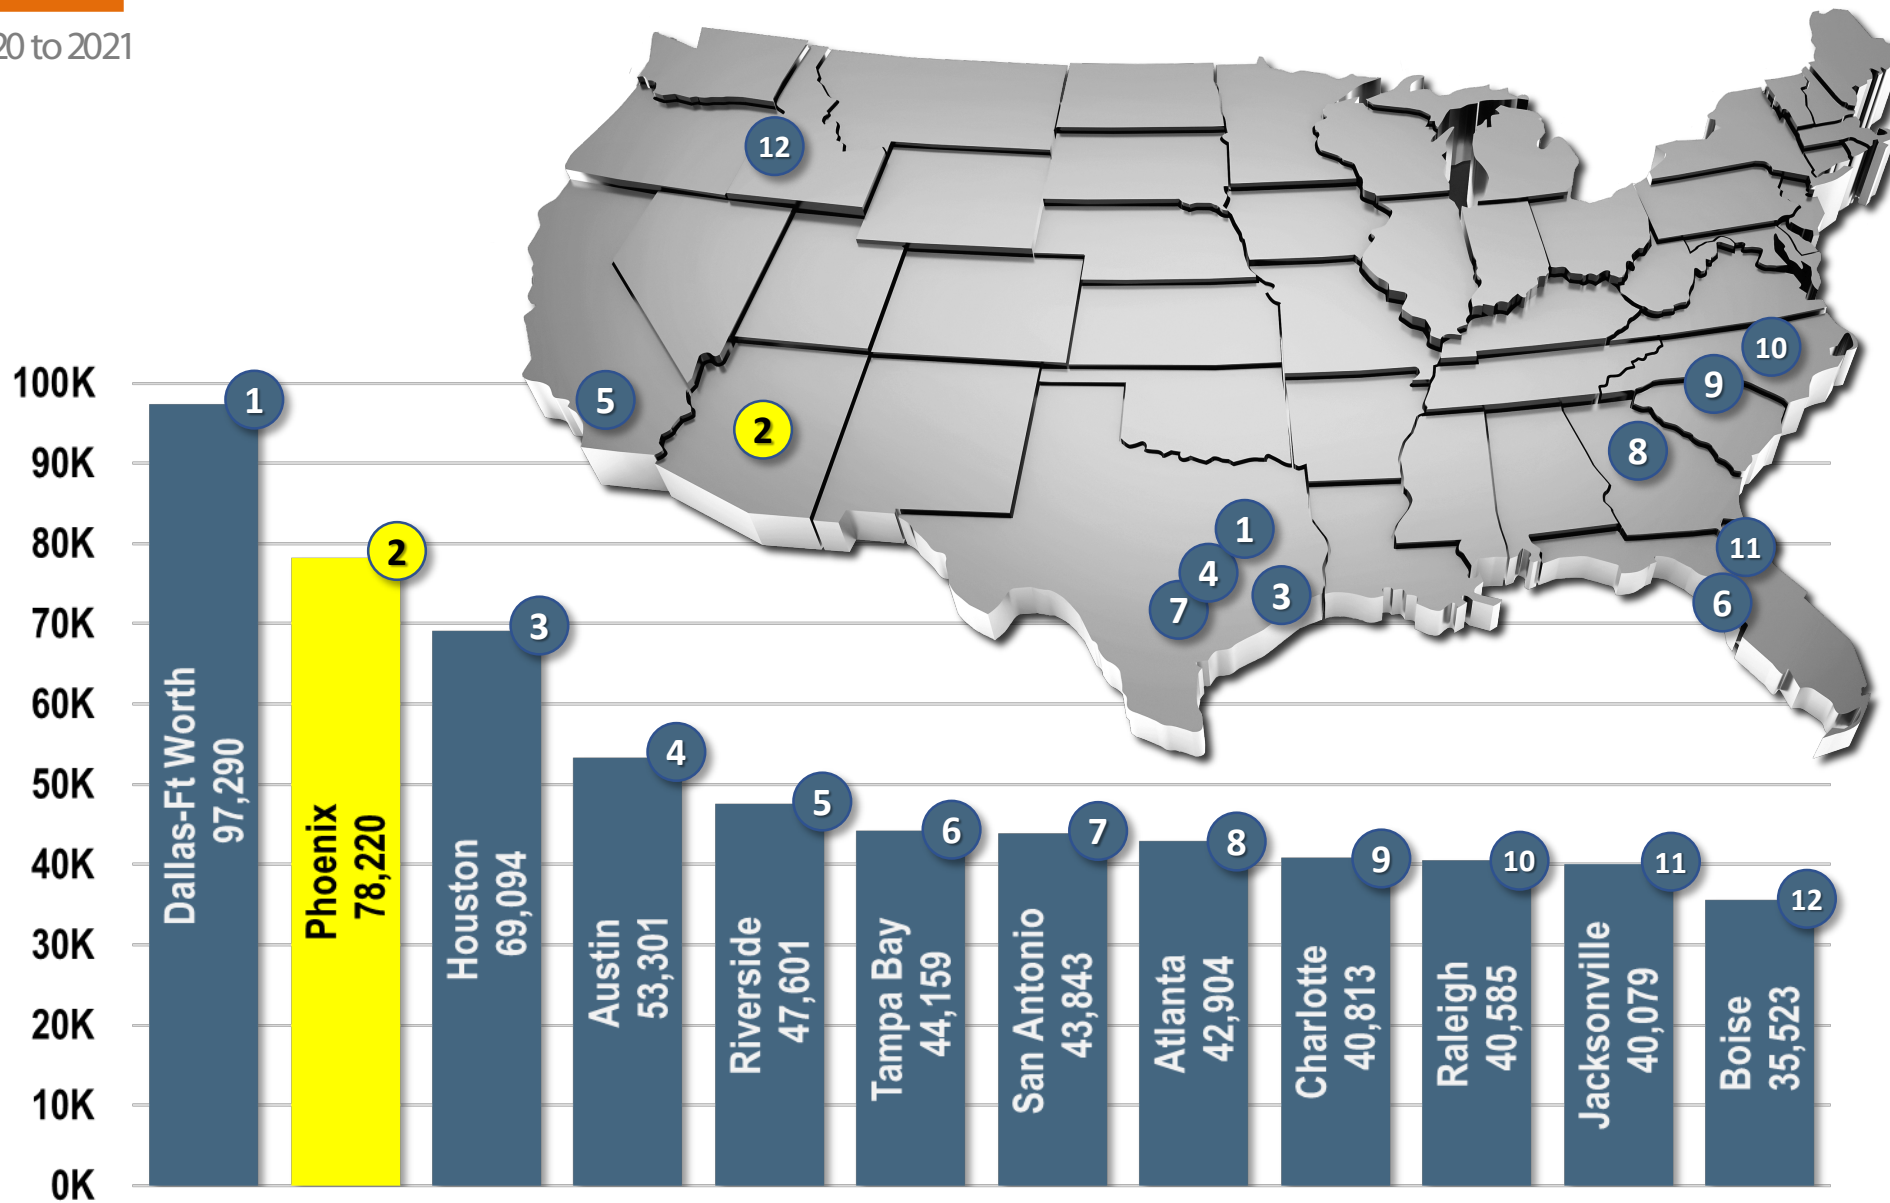 20 to 2021
12
10
9
5
2
8
1
11
4
3
6
7
100K
90K
80K
70K
60K
50K
40K
30K
20K
10K
0K
1
Dallas-Ft Worth
97,290
2
Phoenix
78,220
3
Houston
69,094
4
Austin
53,301
5
Riverside
47,601
6
Tampa Bay
44,159
7
San Antonio
43,843
8
Atlanta
42,904
9
Charlotte
40,813
10
Raleigh
40,585
11
Jacksonville
40,079
12
Boise
35,523